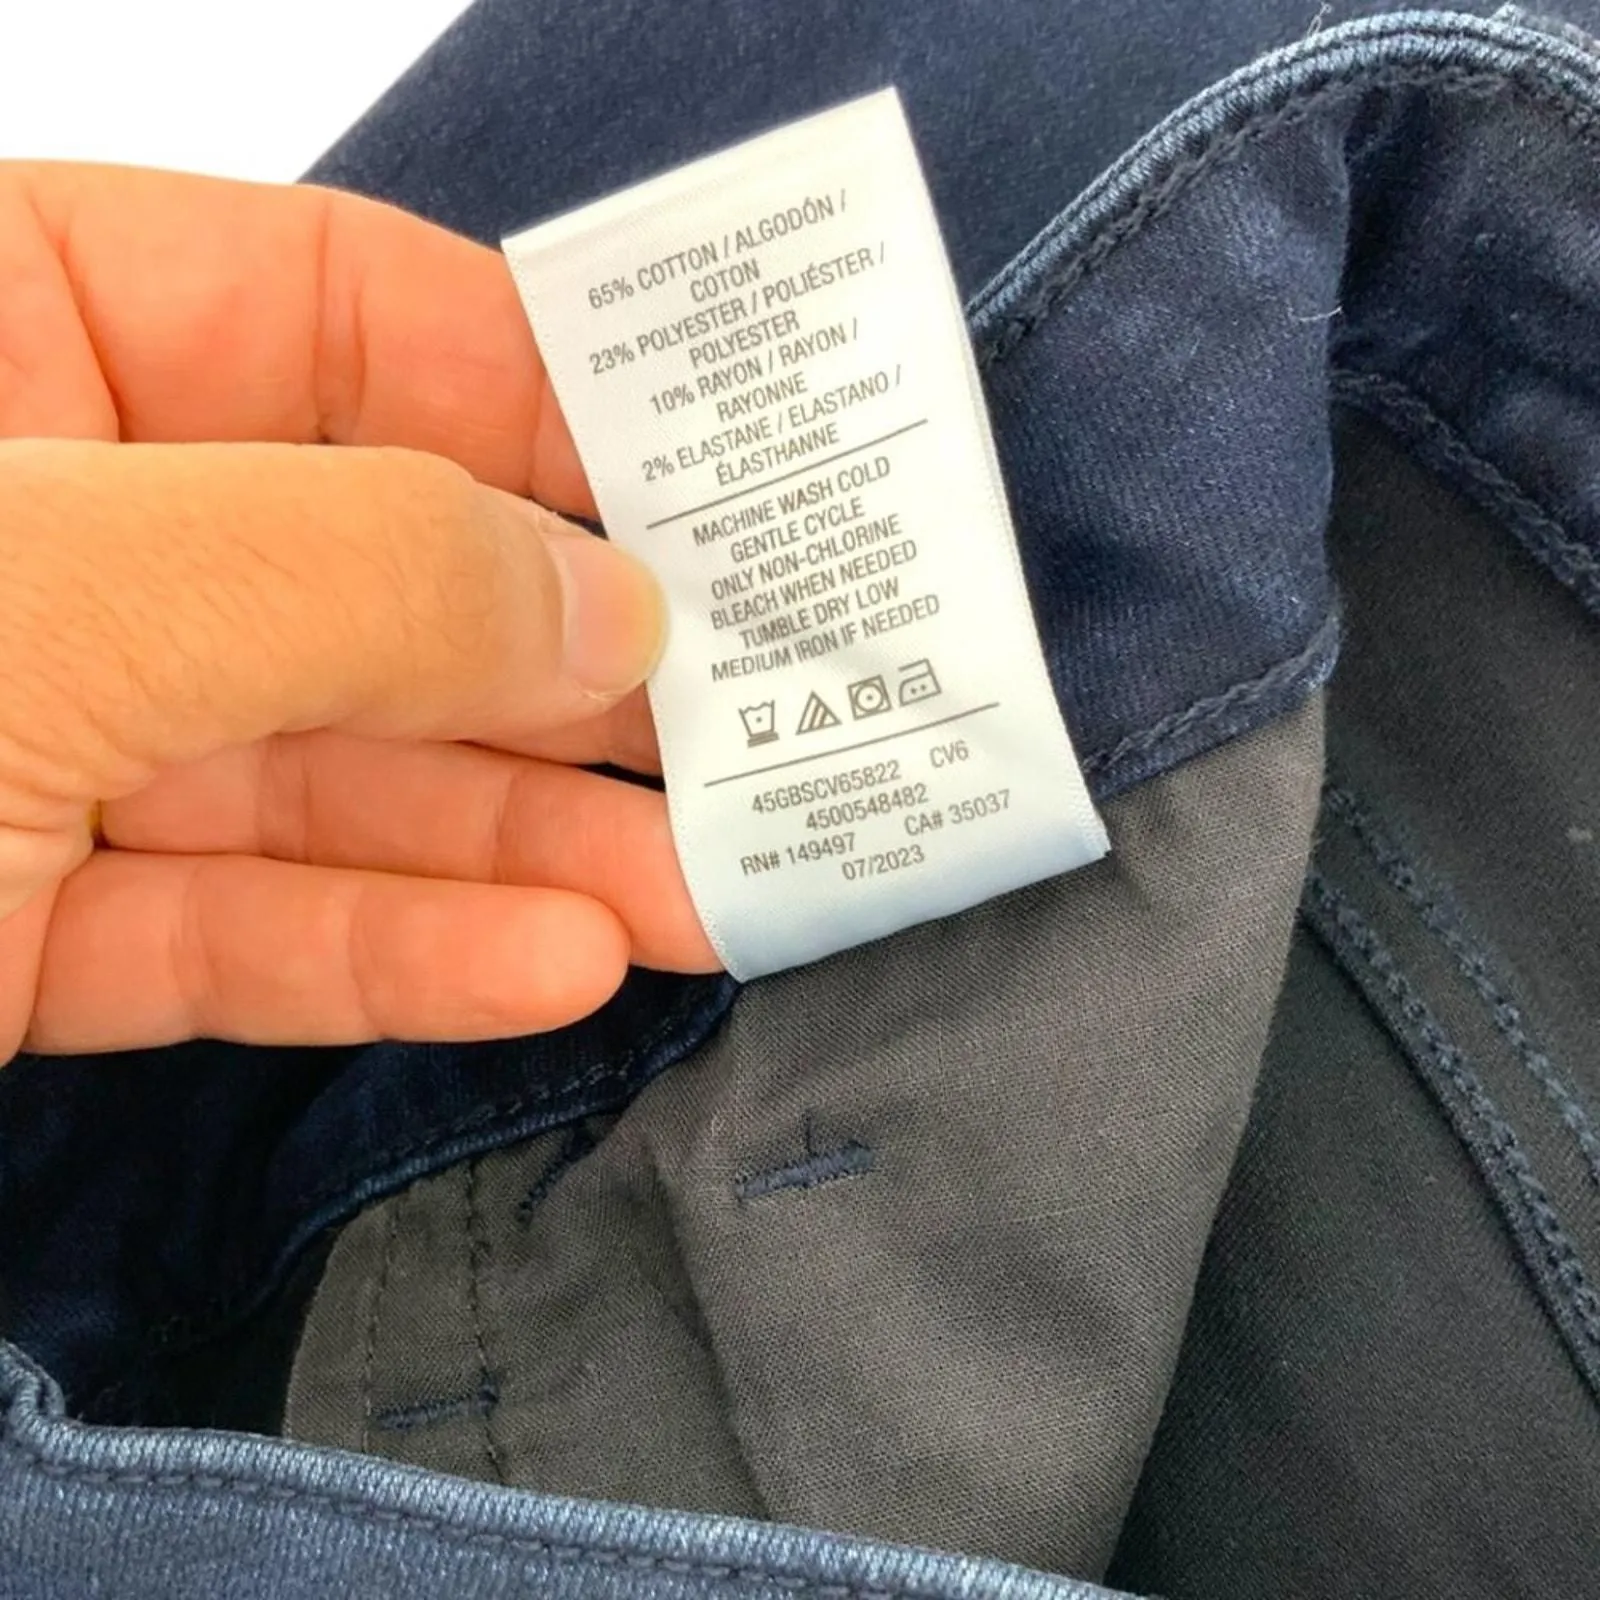 65% COTTON / ALGODÓN /
COTON
23% POLYESTER / POLIÉSTER /
POLYESTER
10% RAYON / RAYON /
RAYONNE
2% ELASTANE / ELASTANO /
ÉLASTHANNE
MACHINE WASH COLD
GENTLE CYCLE
ONLY NON-CHLORINE
BLEACH WHEN NEEDED
TUMBLE DRY LOW
MEDIUM IRON IF NEEDED
45GBSCV65822 CV6
4500548482
RN# 149497 CA# 35037
07/2023